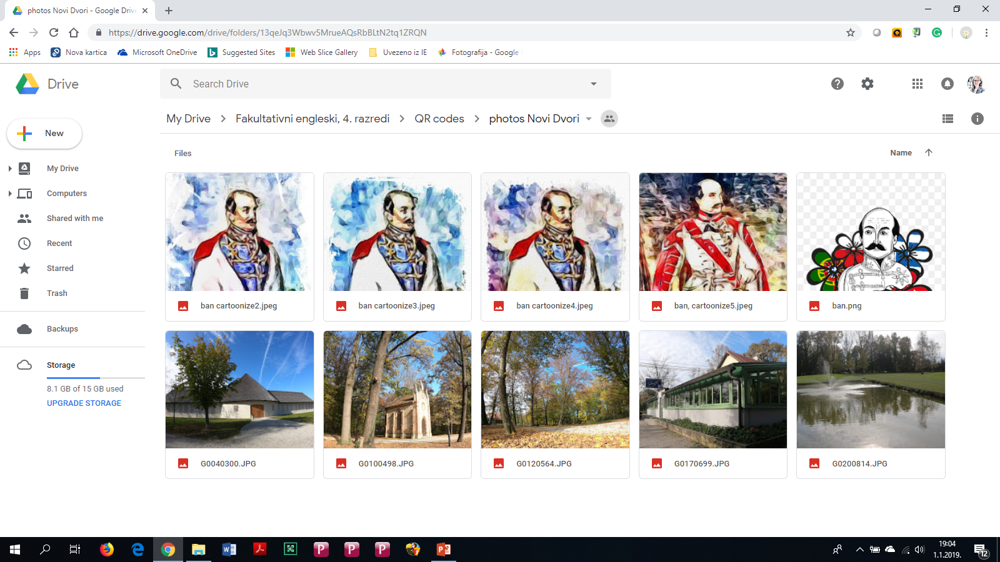 photos Novi Dvori - Google Drive
https://drive.google.com/drive/folders/13qeJq3Wbwv5MrueAQsRbBLtN2tq1ZRQN
Apps Nova kartica Microsoft OneDrive Suggested Sites Web Slice Gallery Uvezeno iz IE Fotografija - Google
Drive
Search Drive
My Drive Fakultativni engleski, 4. razredi QR codes photos Novi Dvori
New
Files
Name
My Drive
Computers
Shared with me
Recent
Starred
Trash
Backups
Storage
8.1 GB of 15 GB used
UPGRADE STORAGE
ban cartoonize2.jpeg
ban cartoonize3.jpeg
ban cartoonize4.jpeg
ban, cartoonize5.jpeg
ban.png
G0040300.JPG
G0100498.JPG
G0120564.JPG
G0170699.JPG
G0200814.JPG
19:04
1.1.2019.
12